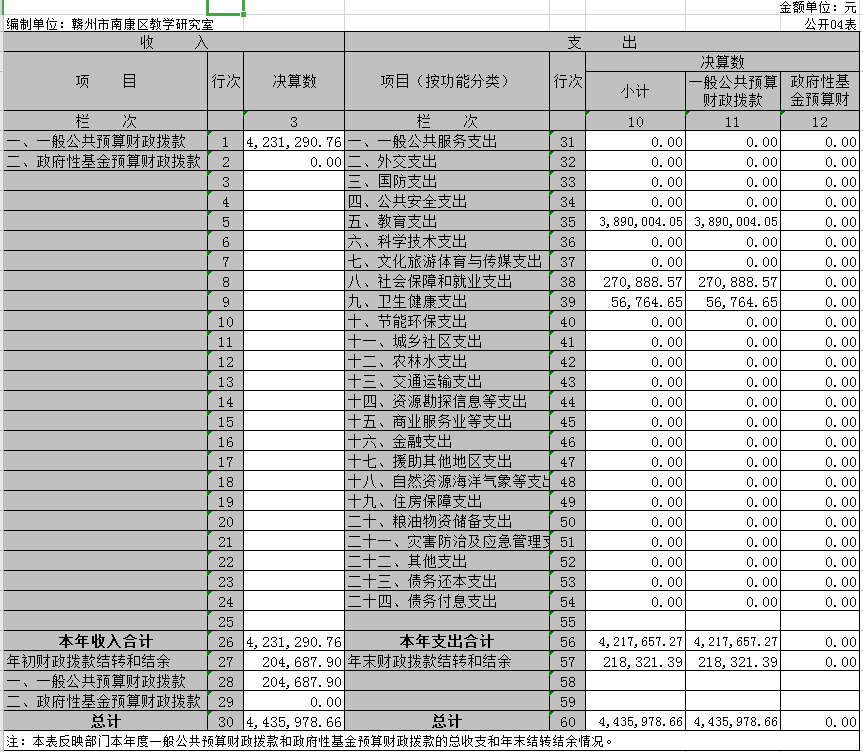 金额单位：元
编制单位：赣州市南康区教学研究室 公开04表
收 入 支 出
项 目 行次 决算数 项目（按功能分类） 行次 决算数
小计 一般公共预算财政拨款 政府性基金预算财
栏 次 3 栏 次 10 11 12
一、一般公共预算财政拨款 1 4,231,290.76 一、一般公共服务支出 31 0.00 0.00 0.00
二、政府性基金预算财政拨款 2 0.00 二、外交支出 32 0.00 0.00 0.00
3 三、国防支出 33 0.00 0.00 0.00
4 四、公共安全支出 34 0.00 0.00 0.00
5 五、教育支出 35 3,890,004.05 3,890,004.05 0.00
6 六、科学技术支出 36 0.00 0.00 0.00
7 七、文化旅游体育与传媒支出 37 0.00 0.00 0.00
8 八、社会保障和就业支出 38 270,888.57 270,888.57 0.00
9 九、卫生健康支出 39 56,764.65 56,764.65 0.00
10 十、节能环保支出 40 0.00 0.00 0.00
11 十一、城乡社区支出 41 0.00 0.00 0.00
12 十二、农林水支出 42 0.00 0.00 0.00
13 十三、交通运输支出 43 0.00 0.00 0.00
14 十四、资源勘探信息等支出 44 0.00 0.00 0.00
15 十五、商业服务业等支出 45 0.00 0.00 0.00
16 十六、金融支出 46 0.00 0.00 0.00
17 十七、援助其他地区支出 47 0.00 0.00 0.00
18 十八、自然资源海洋气象等支出 48 0.00 0.00 0.00
19 十九、住房保障支出 49 0.00 0.00 0.00
20 二十、粮油物资储备支出 50 0.00 0.00 0.00
21 二十一、灾害防治及应急管理支 51 0.00 0.00 0.00
22 二十二、其他支出 52 0.00 0.00 0.00
23 二十三、债务还本支出 53 0.00 0.00 0.00
24 二十四、债务付息支出 54 0.00 0.00 0.00
25 55
本年收入合计 26 4,231,290.76 本年支出合计 56 4,217,657.27 4,217,657.27 0.00
年初财政拨款结转和结余 27 204,687.90 年末财政拨款结转和结余 57 218,321.39 218,321.39 0.00
一、一般公共预算财政拨款 28 204,687.90 58
二、政府性基金预算财政拨款 29 0.00 59
总计 30 4,435,978.66 总计 60 4,435,978.66 4,435,978.66 0.00
注：本表反映部门本年度一般公共预算财政拨款和政府性基金预算财政拨款的总收支和年末结转结余情况。